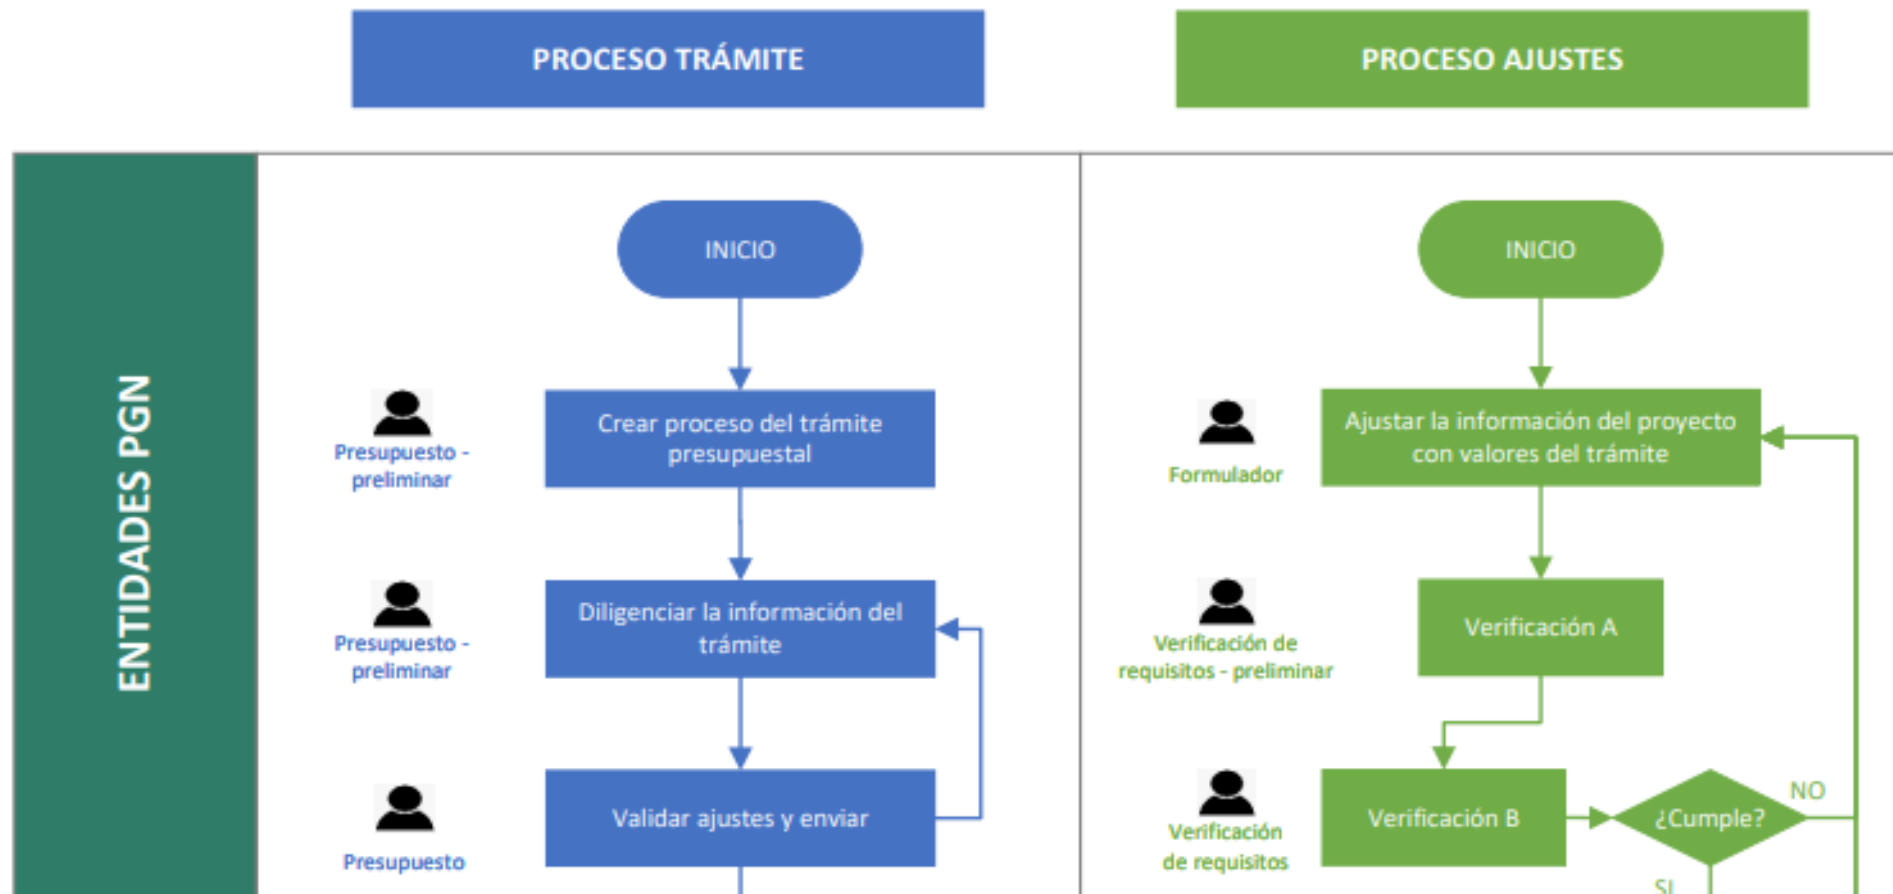 PROCESO TRÁMITE
PROCESO AJUSTES
ENTIDADES PGN
INICIO
Presupuesto -
preliminar
Crear proceso del trámite
presupuestal
Presupuesto -
preliminar
Diligenciar la información del
trámite
Presupuesto
Validar ajustes y enviar
INICIO
Formulador
Ajustar la información del proyecto
con valores del trámite
Verificación de
requisitos - preliminar
Verificación A
Verificación
de requisitos
Verificación B
¿Cumple?
NO
SI